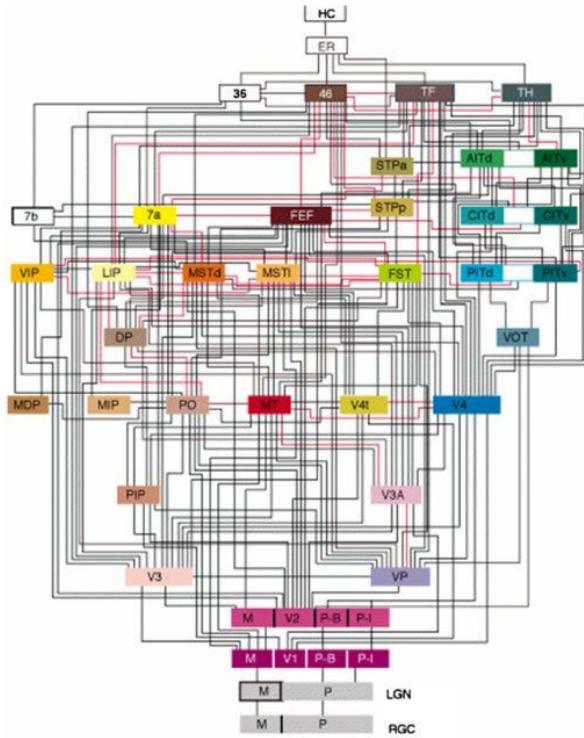 HC
ER
36 46 TF TH
STPa AITd AITv
7b 7a FEF STPp CITd CITv
VIP LIP MSTd MSTl FST PITd PITv
DP VOT
MDP MIP PO MT V4t V4
PIP V3A
V3 VP
M V2 P-B P-I
M V1 P-B P-I
M P LGN
M P RGC